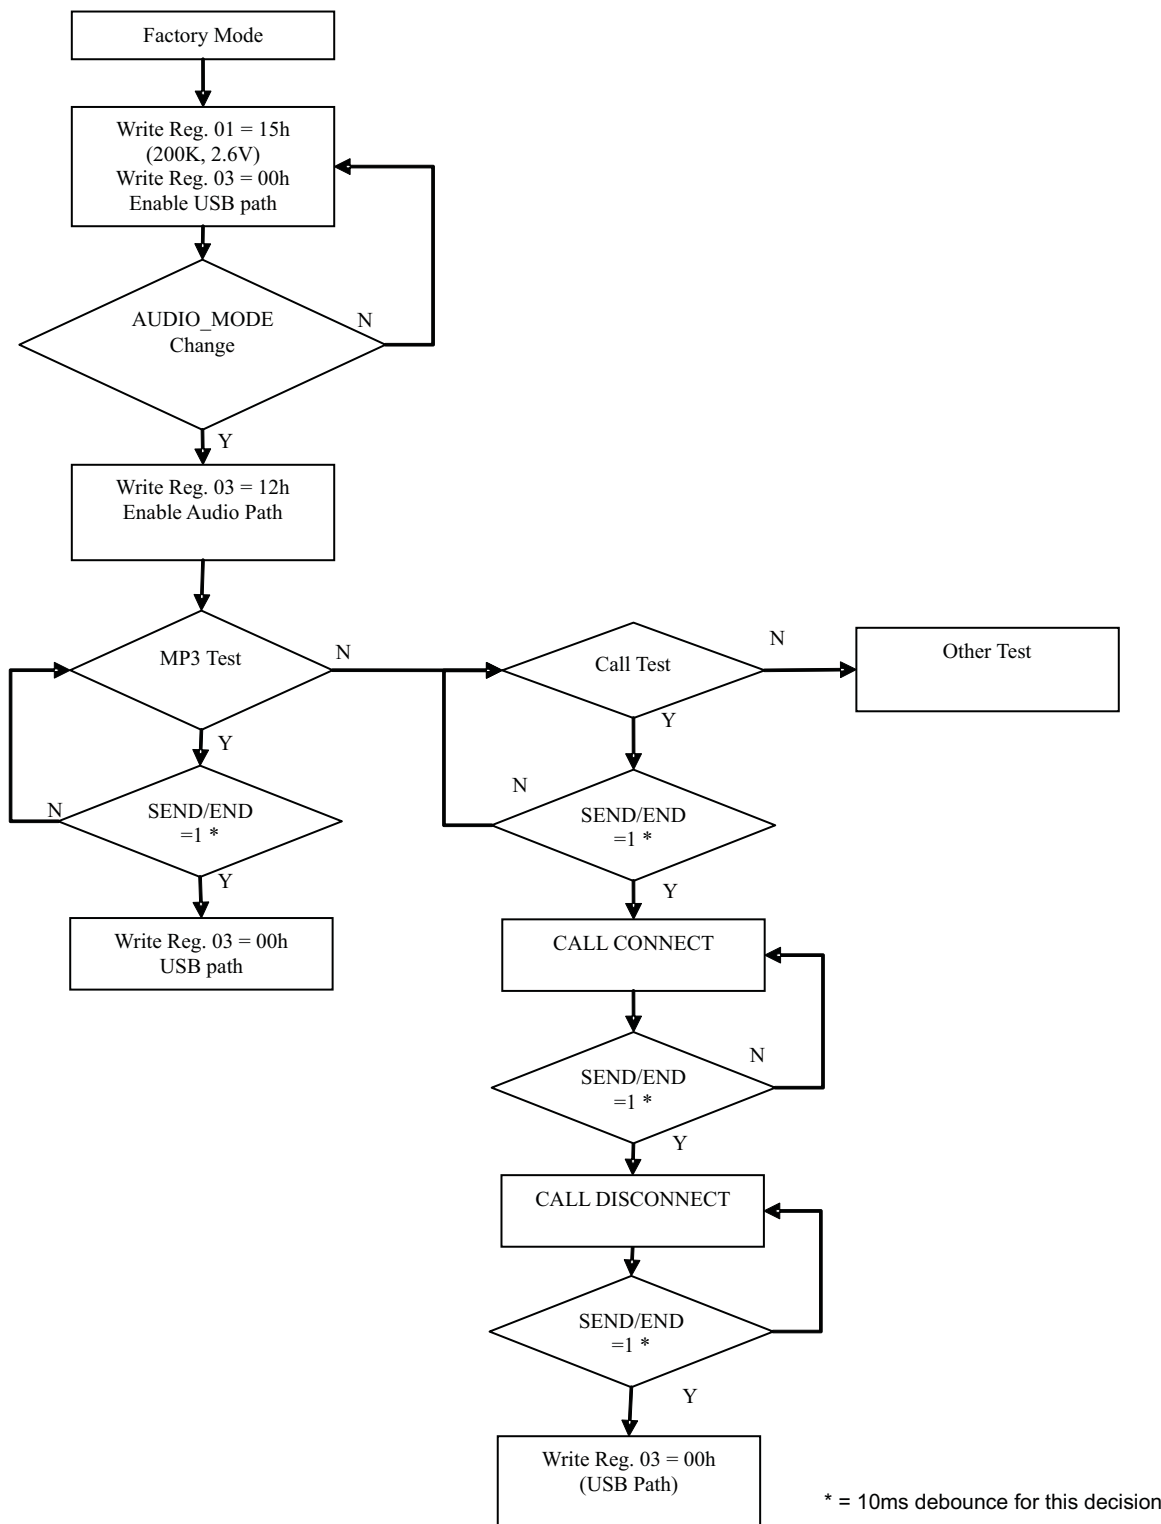 Factory Mode
Write Reg. 01 = 15h
(200K, 2.6V)
Write Reg. 03 = 00h
Enable USB path
AUDIO_MODE
Change
N
Y
Write Reg. 03 = 12h
Enable Audio Path
MP3 Test
N
Call Test
N
Other Test
Y
Y
SEND/END
=1 *
N
Y
SEND/END
=1 *
N
Y
Write Reg. 03 = 00h
USB path
CALL CONNECT
SEND/END
=1 *
N
Y
CALL DISCONNECT
SEND/END
=1 *
Y
Write Reg. 03 = 00h
(USB Path)
* = 10ms debounce for this decision